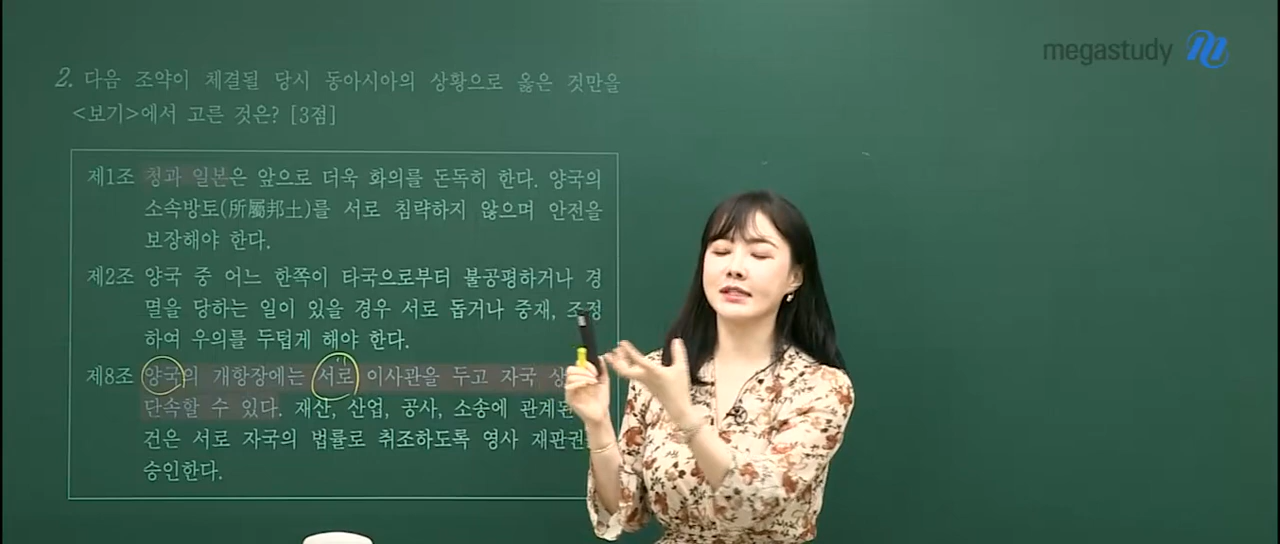 megastudy
2. 다음 조약이 체결될 당시 동아시아의 상황으로 옳은 것만을
<보기>에서 고른 것은? [3점]
제1조 청과 일본은 앞으로 더욱 화의를 돈독히 한다. 양국의
소속방토(所屬邦土)를 서로 침략하지 않으며 안전을
보장해야 한다.
제2조 양국 중 어느 한쪽이 타국으로부터 불공평하거나 경
멸을 당하는 일이 있을 경우 서로 돕거나 중재, 조정
하여 우의를 두텁게 해야 한다.
제8조 양국의 개항장에는 서로 이사관을 두고 자국
단속할 수 있다. 재산, 산업, 공사, 소송에 관계된
건은 서로 자국의 법률로 취조하도록 영사 재판권
승인한다.